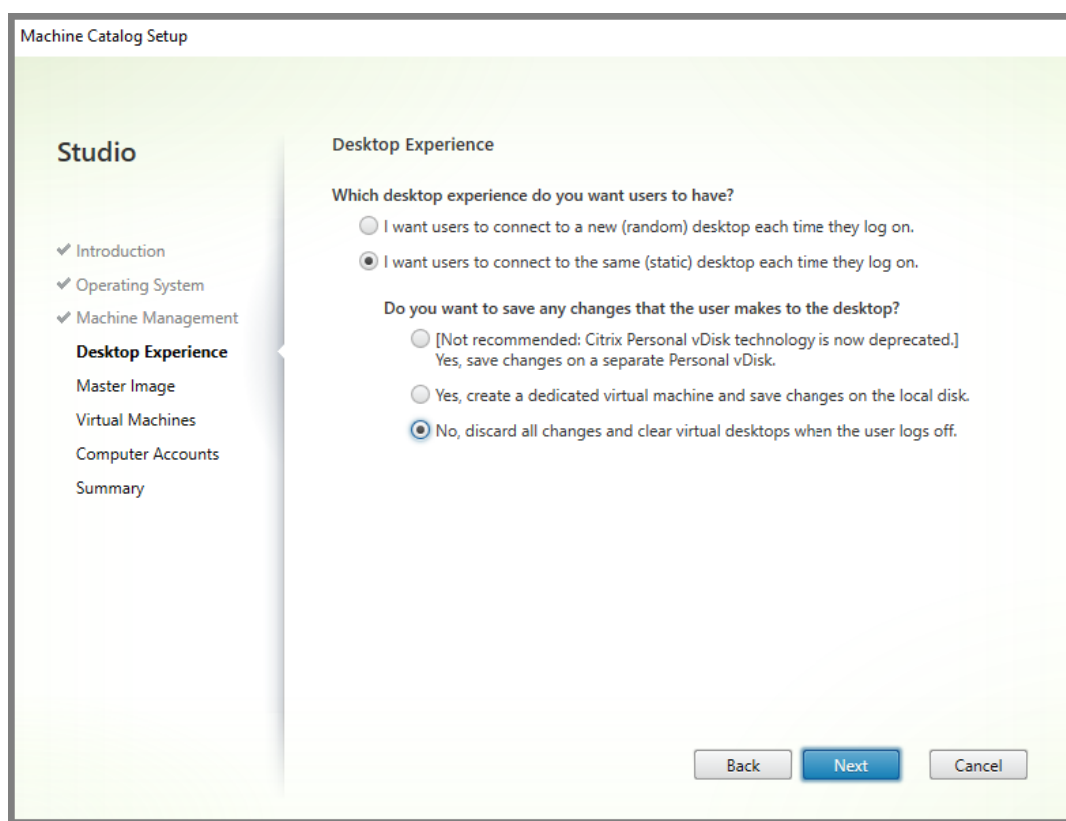 Machine Catalog Setup
Studio
Introduction
Operating System
Machine Management
Desktop Experience
Master Image
Virtual Machines
Computer Accounts
Summary
Desktop Experience
Which desktop experience do you want users to have?
I want users to connect to a new (random) desktop each time they log on.
I want users to connect to the same (static) desktop each time they log on.
Do you want to save any changes that the user makes to the desktop?
[Not recommended: Citrix Personal vDisk technology is now deprecated.]
Yes, save changes on a separate Personal vDisk.
Yes, create a dedicated virtual machine and save changes on the local disk.
No, discard all changes and clear virtual desktops when the user logs off.
Back
Next
Cancel